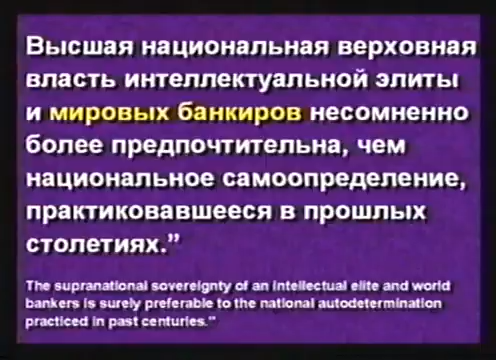 Высшая национальная верховная
власть интеллектуальной элиты
и мировых банкиров несомненно
более предпочтительна, чем
национальное самоопределение,
практиковавшееся в прошлых
столетиях.”
The supranational sovereignty of an intellectual elite and world
bankers is surely preferable to the national autodetermination
practiced in past centuries.”